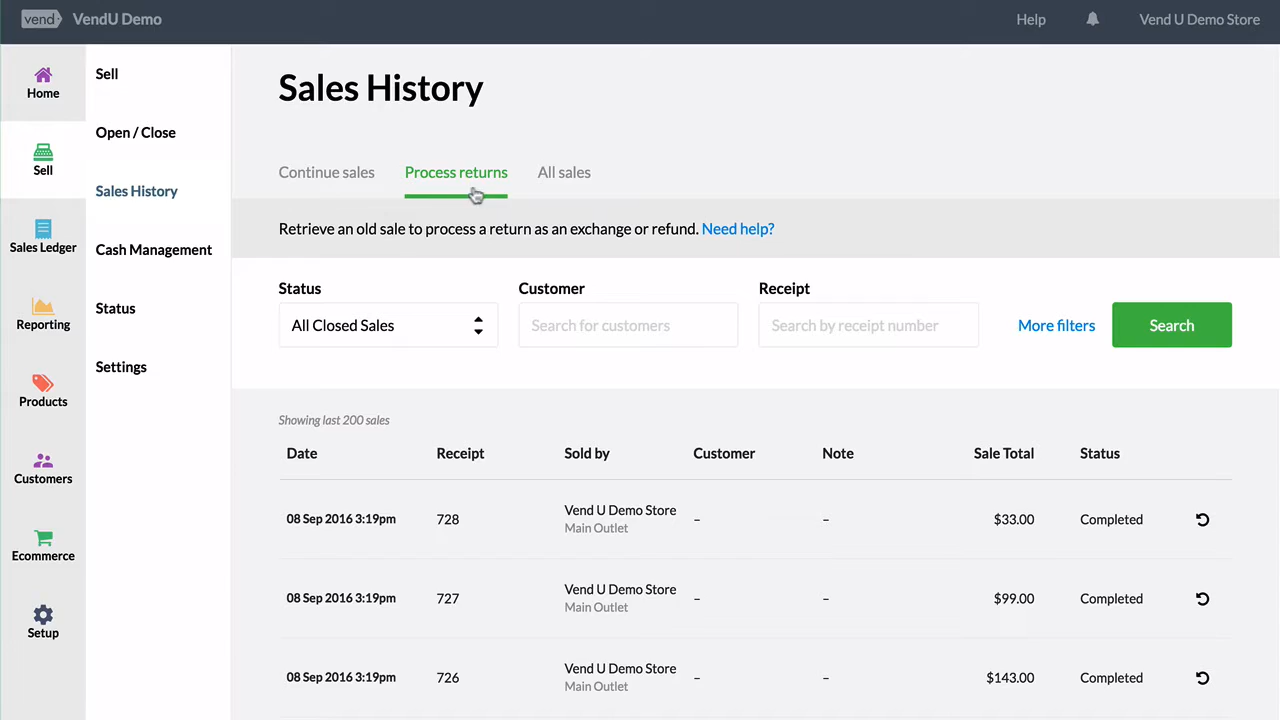 vend VendU Demo Help Vend U Demo Store
Home
Sell
Sales Ledger
Reporting
Products
Customers
Ecommerce
Setup
Sell
Open / Close
Sales History
Cash Management
Status
Settings
Sales History
Continue sales Process returns All sales
Retrieve an old sale to process a return as an exchange or refund. Need help?
Status Customer Receipt
All Closed Sales Search for customers Search by receipt number More filters Search
Showing last 200 sales
Date Receipt Sold by Customer Note Sale Total Status
08 Sep 2016 3:19pm 728 Vend U Demo Store – – $33.00 Completed
Main Outlet
08 Sep 2016 3:19pm 727 Vend U Demo Store – – $99.00 Completed
Main Outlet
08 Sep 2016 3:19pm 726 Vend U Demo Store – – $143.00 Completed
Main Outlet